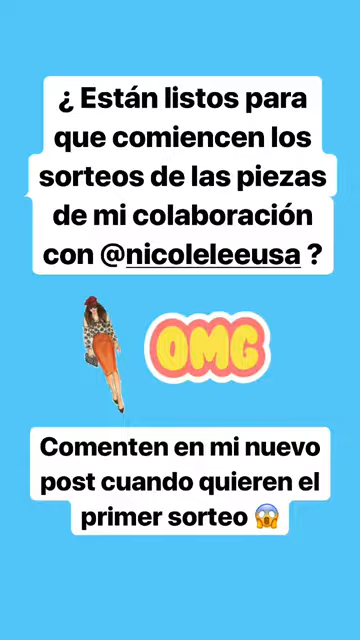 ¿ Están listos para
que comiencen los
sorteos de las piezas
de mi colaboración
con @nicoleleeusa ?
OMG
Comenten en mi nuevo
post cuando quieren el
primer sorteo 😱